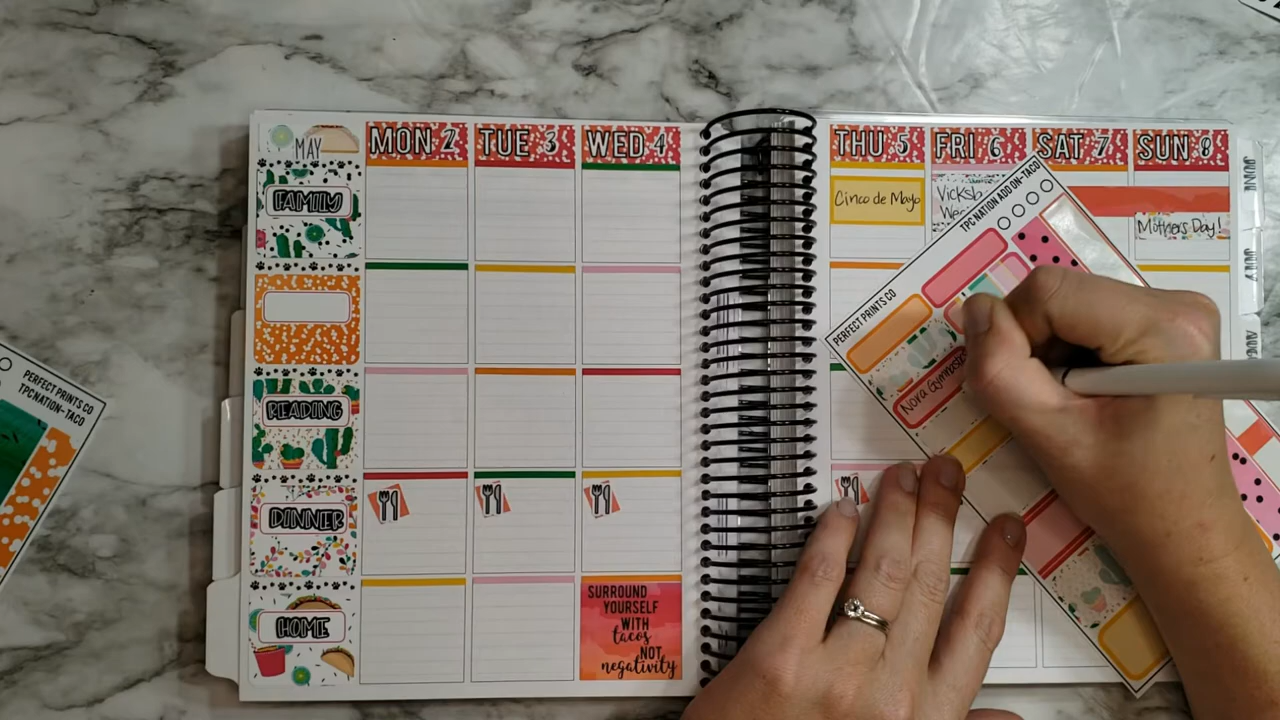 MAY
MON 2
TUE 3
WED 4
THU 5
FRI 6
SAT 7
SUN 8
FAMILY
Cinco de Mayo
Mothers Day!
READING
DINNER
HOME
SURROUND
YOURSELF
WITH
tacos
NOT
negativity
PERFECT PRINTS CO
TPC NATION ADD ON-TACO
Nora
PERFECT PRINTS CO
TPCNATION-TACO
JUNE
JULY